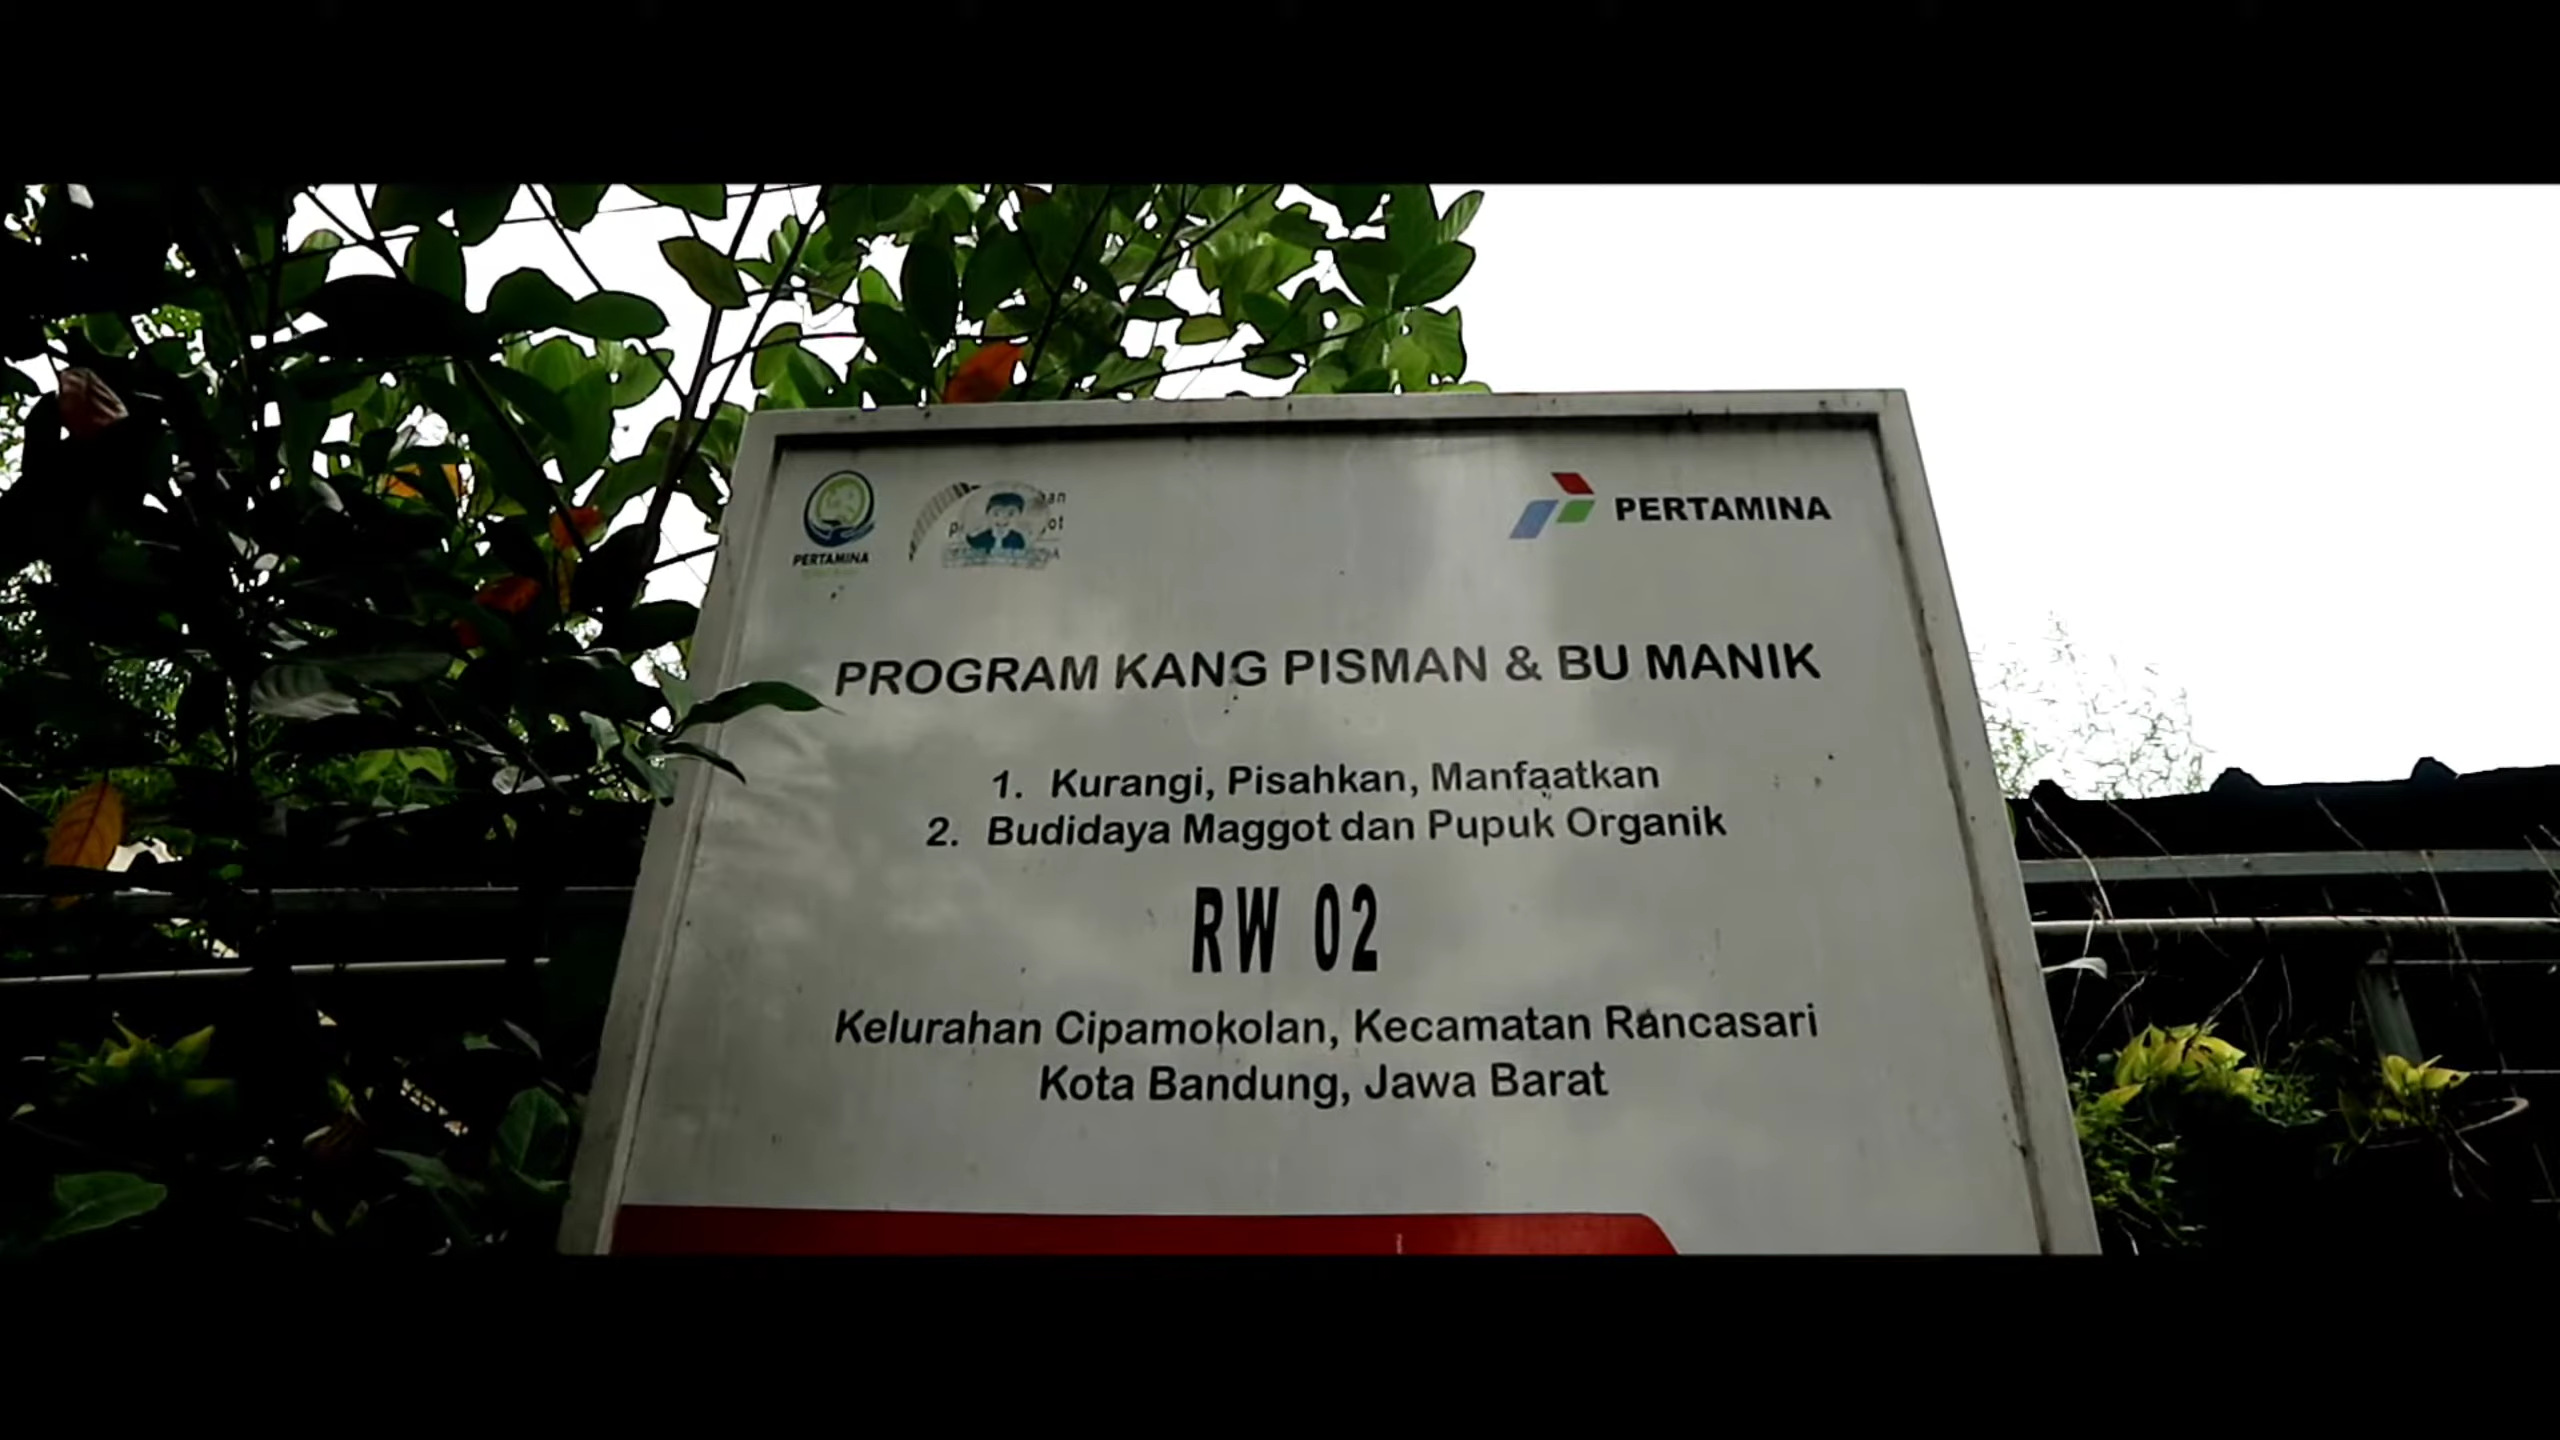 PERTAMINA
PERTAMINA
PROGRAM KANG PISMAN & BU MANIK
1. Kurangi, Pisahkan, Manfaatkan
2. Budidaya Maggot dan Pupuk Organik
RW 02
Kelurahan Cipamokolan, Kecamatan Rancasari
Kota Bandung, Jawa Barat